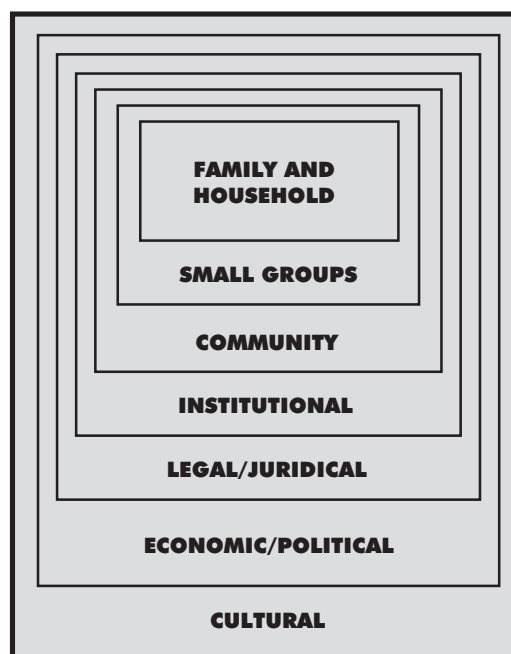 FAMILY AND
HOUSEHOLD
SMALL GROUPS
COMMUNITY
INSTITUTIONAL
LEGAL/JURIDICAL
ECONOMIC/POLITICAL
CULTURAL